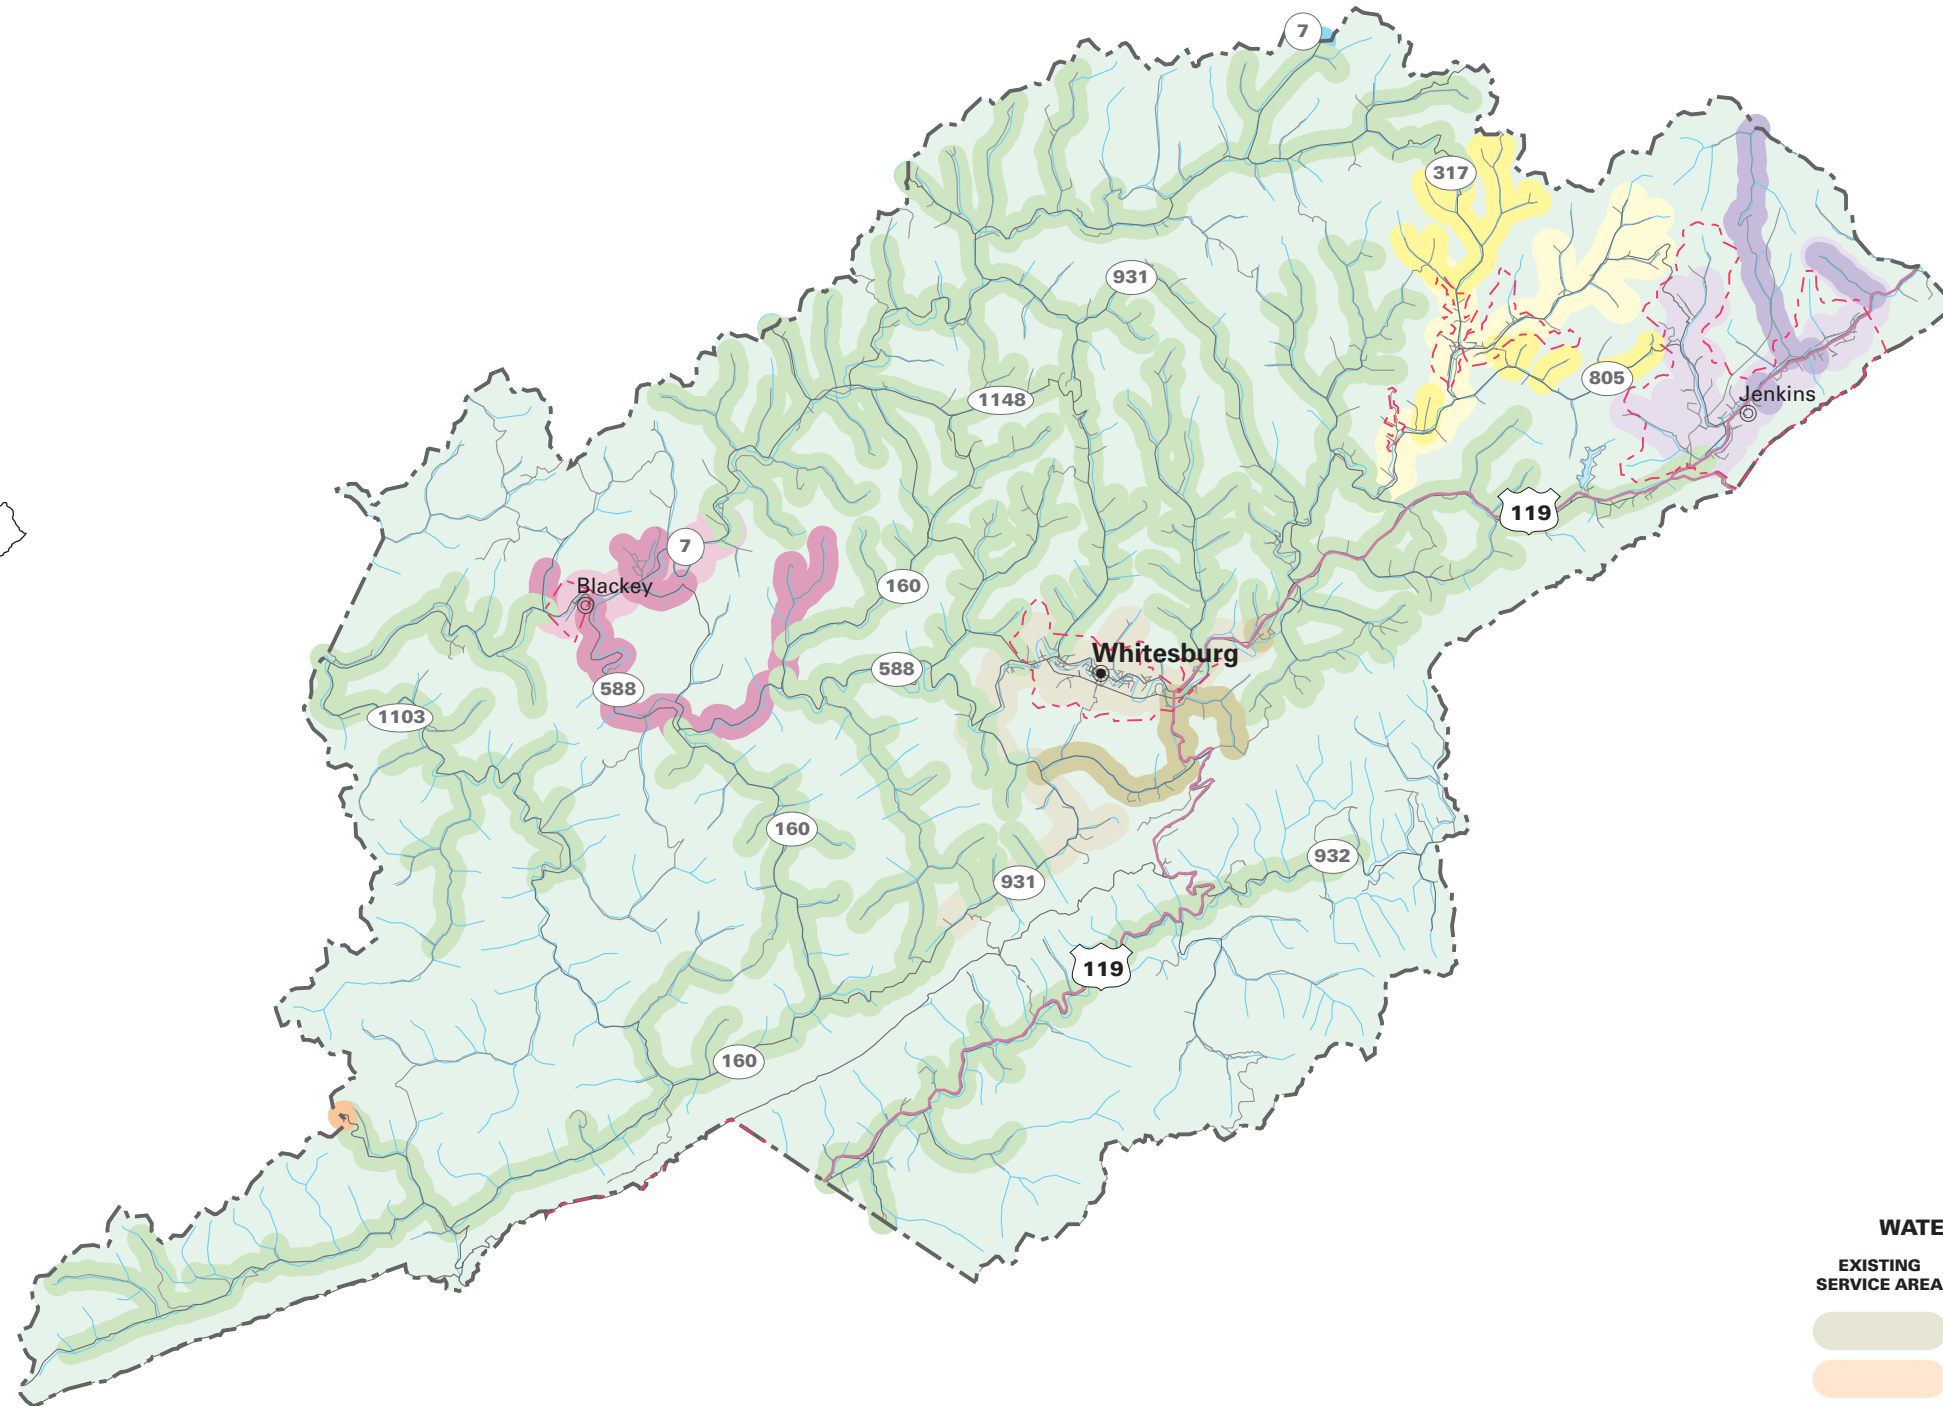 7
317
931
805
1148
Jenkins
119
7
Blackey
160
Whitesburg
588
588
1103
160
932
931
119
160
WATE
EXISTING
SERVICE AREA